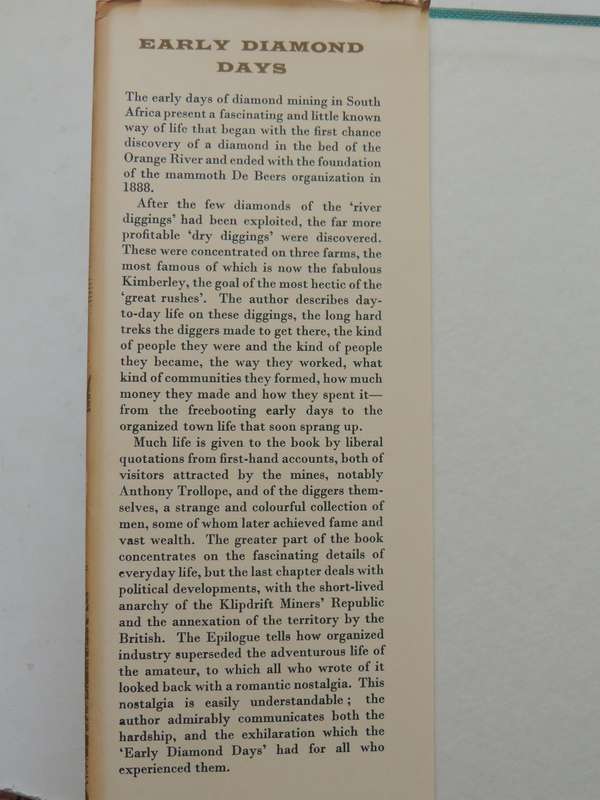 EARLY DIAMOND
DAYS
The early days of diamond mining in South
Africa present a fascinating and little known
way of life that began with the first chance
discovery of a diamond in the bed of the
Orange River and ended with the foundation
of the mammoth De Beers organization in
1888.
After the few diamonds of the ‘river
diggings’ had been exploited, the far more
profitable ‘dry diggings’ were discovered.
These were concentrated on three farms, the
most famous of which is now the fabulous
Kimberley, the goal of the most hectic of the
‘great rushes’. The author describes day-
to-day life on these diggings, the long hard
treks the diggers made to get there, the kind
of people they were and the kind of people
they became, the way they worked, what
kind of communities they formed, how much
money they made and how they spent it—
from the freebooting early days to the
organized town life that soon sprang up.
Much life is given to the book by liberal
quotations from first-hand accounts, both of
visitors attracted by the mines, notably
Anthony Trollope, and of the diggers them-
selves, a strange and colourful collection of
men, some of whom later achieved fame and
vast wealth. The greater part of the book
concentrates on the fascinating details of
everyday life, but the last chapter deals with
political developments, with the short-lived
anarchy of the Klipdrift Miners’ Republic
and the annexation of the territory by the
British. The Epilogue tells how organized
industry superseded the adventurous life of
the amateur, to which all who wrote of it
looked back with a romantic nostalgia. This
nostalgia is easily understandable; the
author admirably communicates both the
hardship, and the exhilaration which the
‘Early Diamond Days’ had for all who
experienced them.